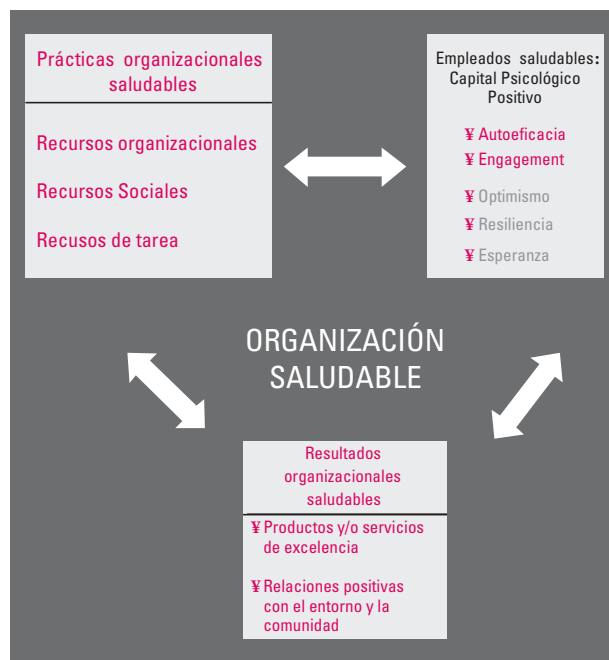 Prácticas organizacionales
saludables
Recursos organizacionales
Recursos Sociales
Recusos de tarea
Empleados saludables:
Capital Psicológico
Positivo
¥ Autoeficacia
¥ Engagement
¥ Optimismo
¥ Resiliencia
¥ Esperanza
ORGANIZACIÓN
SALUDABLE
Resultados
organizacionales
saludables
¥ Productos y/o servicios
de excelencia
¥ Relaciones positivas
con el entorno y la
comunidad